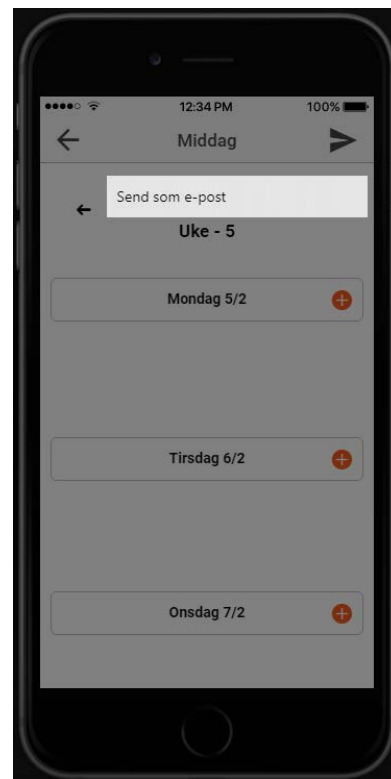 12:34 PM
100%
Middag
Send som e-post
Uke - 5
Mondag 5/2
Tirsdag 6/2
Onsdag 7/2